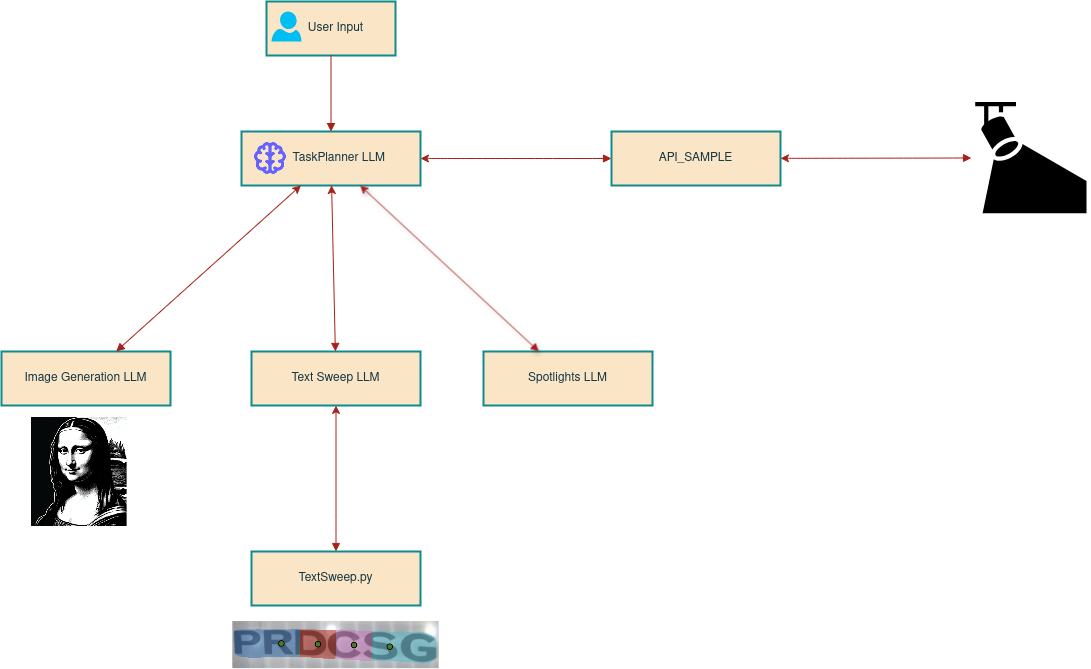 User Input
TaskPlanner LLM
API_SAMPLE
Image Generation LLM
Text Sweep LLM
Spotlights LLM
TextSweep.py
PRDCSG